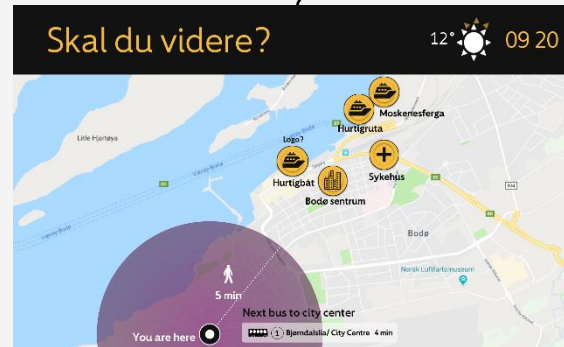 Skal du videre?
12°
09 20
Moskenesferga
Hurtigruta
Litle Hjartøya
Logo?
Hurtigbåt
Sykehus
Bodø sentrum
Bodø
Norsk Luftfartsmuseum
5 min
Next bus to city center
1 Bjørndalslia/ City Centre 4 min
You are here